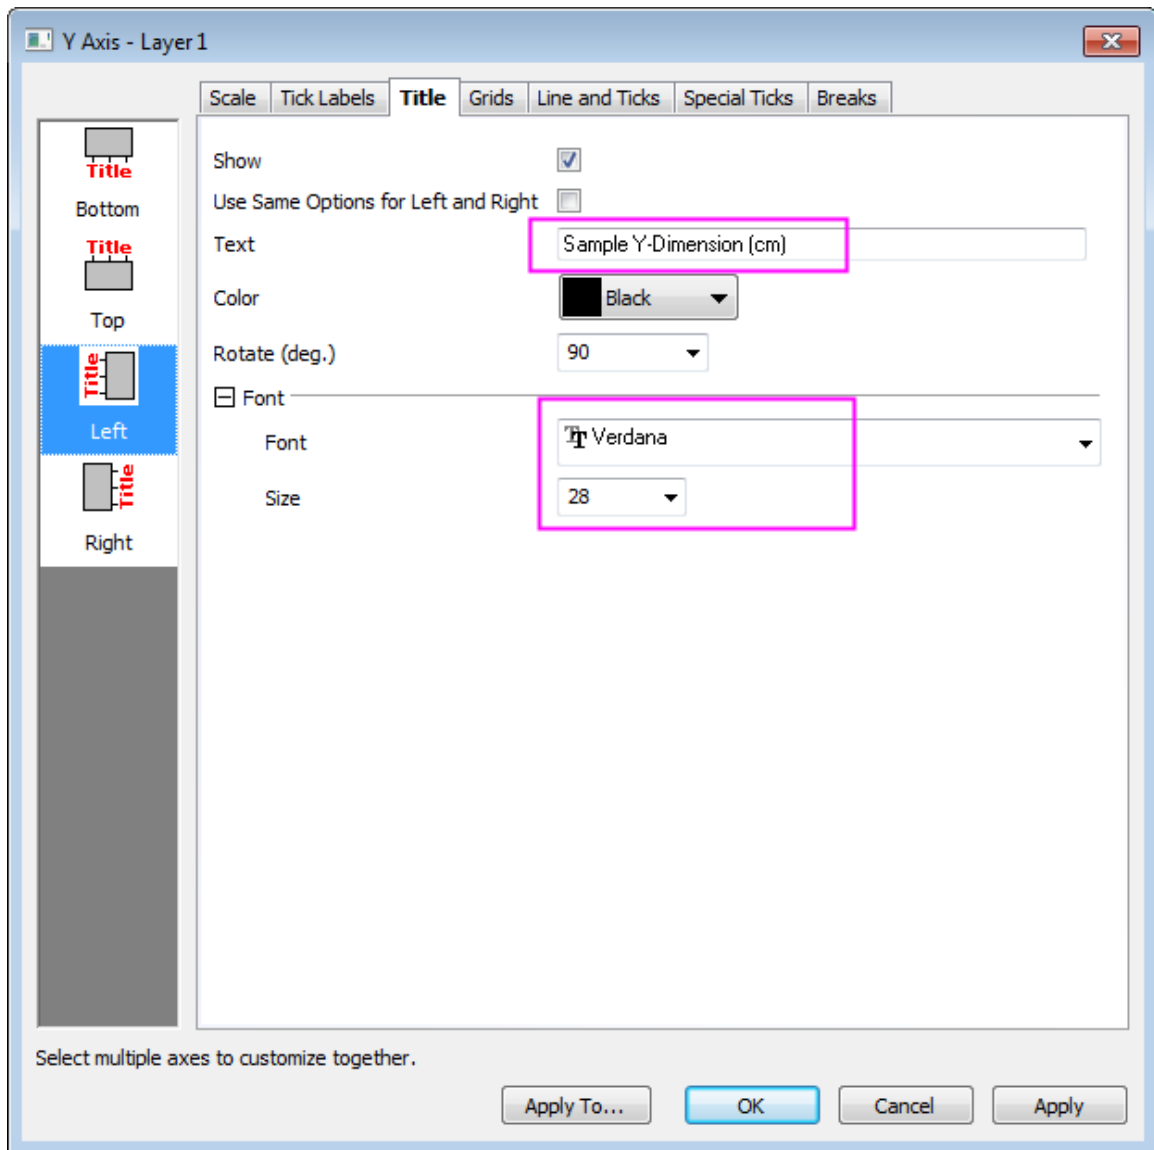 Y Axis - Layer 1
Scale Tick Labels Title Grids Line and Ticks Special Ticks Breaks
Title
Bottom
Title
Top
Title
Left
Title
Right
Show
Use Same Options for Left and Right
Text Sample Y-Dimension (cm)
Color Black
Rotate (deg.) 90
Font
Font Verdana
Size 28
Select multiple axes to customize together.
Apply To... OK Cancel Apply